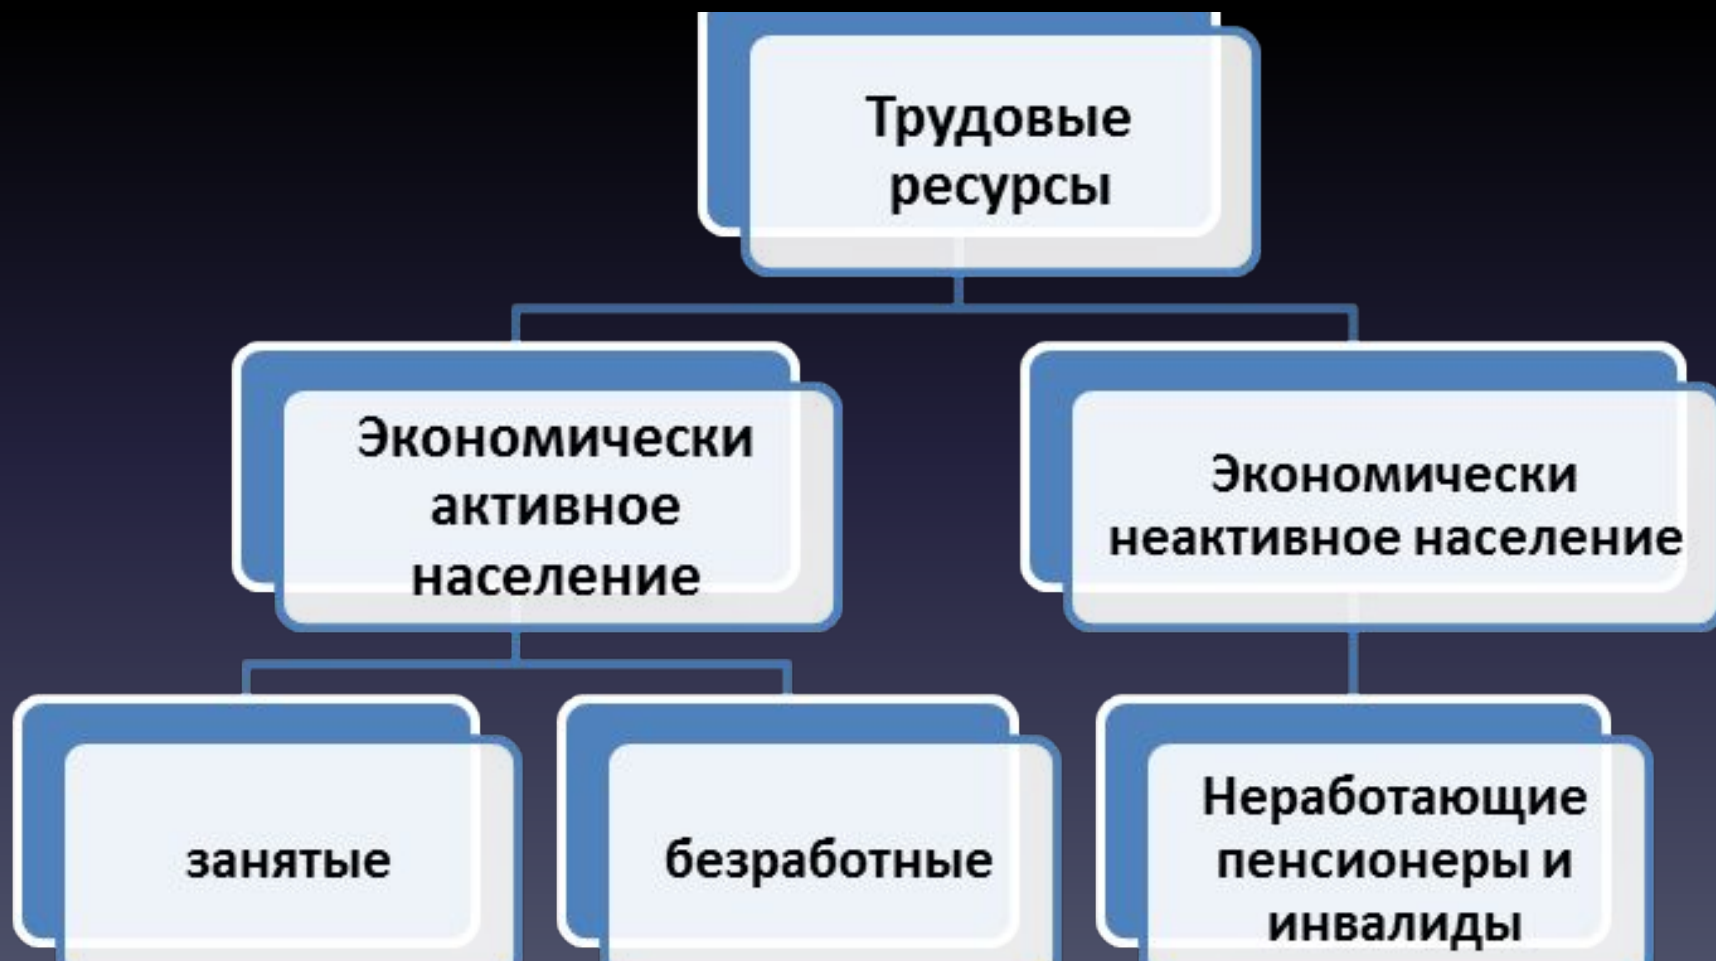 Трудовые
ресурсы
Экономически
активное
население
Экономически
неактивное население
занятые
безработные
Неработающие
пенсионеры и
инвалиды